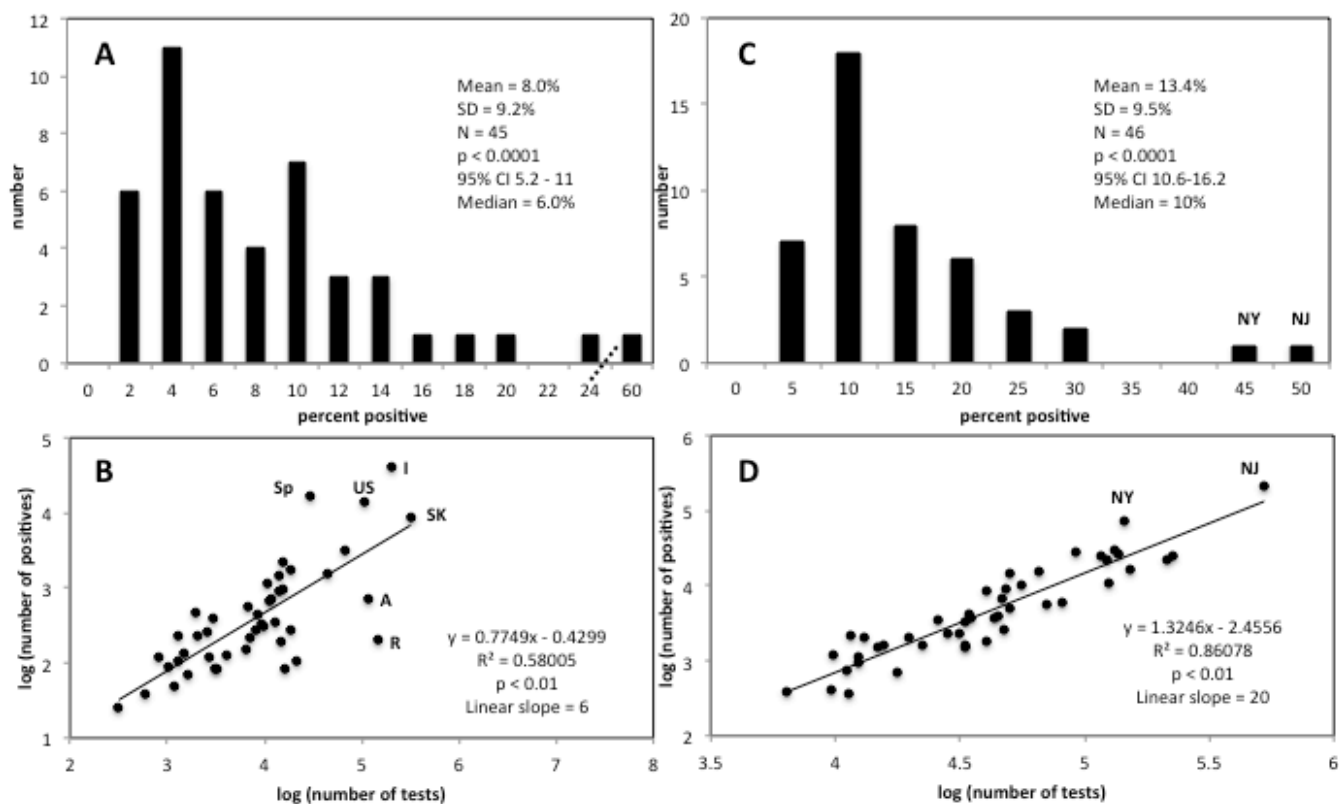 A
12
10
8
6
4
2
0
number
Mean = 8.0%
SD = 9.2%
N = 45
p < 0.0001
95% CI 5.2 - 11
Median = 6.0%
0 2 4 6 8 10 12 14 16 18 20 22 24 60
percent positive
C
20
15
10
5
0
number
Mean = 13.4%
SD = 9.5%
N = 46
p < 0.0001
95% CI 10.6-16.2
Median = 10%
NY NJ
0 5 10 15 20 25 30 35 40 45 50
percent positive
B
5
4
3
2
1
log (number of positives)
I
Sp US
SK
A
R
y = 0.7749x - 0.4299
R² = 0.58005
p < 0.01
Linear slope = 6
2 3 4 5 6 7 8
log (number of tests)
D
6
5
4
3
2
log (number of positives)
NJ
NY
y = 1.3246x - 2.4556
R² = 0.86078
p < 0.01
Linear slope = 20
3.5 4 4.5 5 5.5 6
log (number of tests)